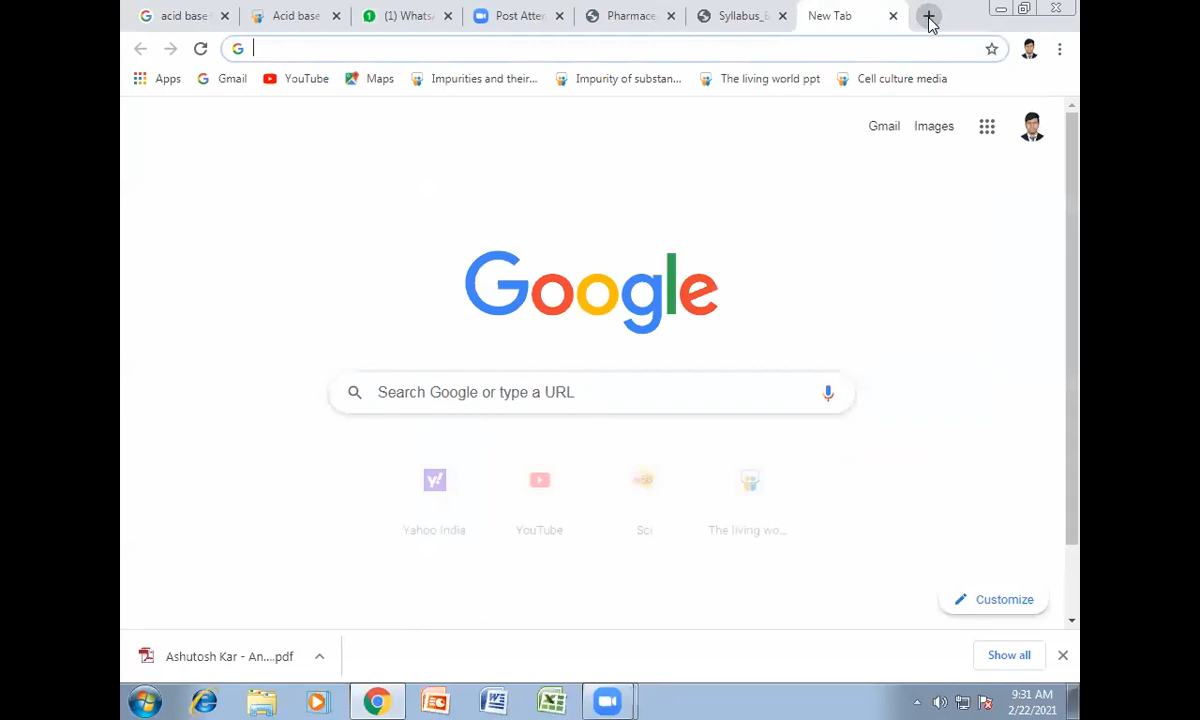 acid base
Acid base
(1) Whats
Post Atter
Pharmace
Syllabus_
New Tab
Apps
Gmail
YouTube
Maps
Impurities and their...
Impurity of substan...
The living world ppt
Cell culture media
Gmail
Images
Google
Search Google or type a URL
Yahoo India
YouTube
Sci
The living wo...
Customize
Ashutosh Kar - An....pdf
Show all
9:31 AM
2/22/2021